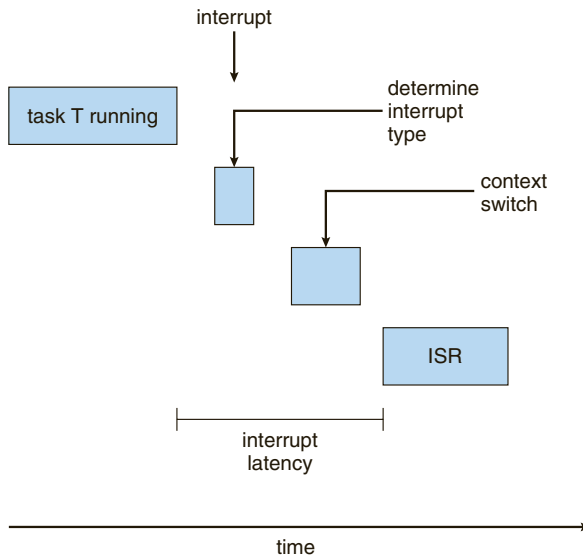 interrupt
task T running
determine
interrupt
type
context
switch
ISR
interrupt
latency
time